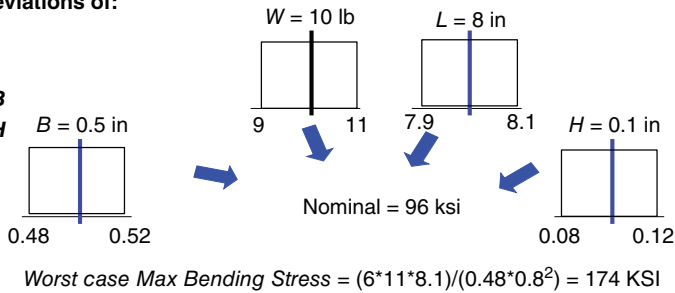 eviations of:
W = 10 lb
L = 8 in
B
H
B = 0.5 in
9 11
7.9 8.1
H = 0.1 in
Nominal = 96 ksi
0.48 0.52
0.08 0.12
Worst case Max Bending Stress = (6*11*8.1)/(0.48*0.8²) = 174 KSI